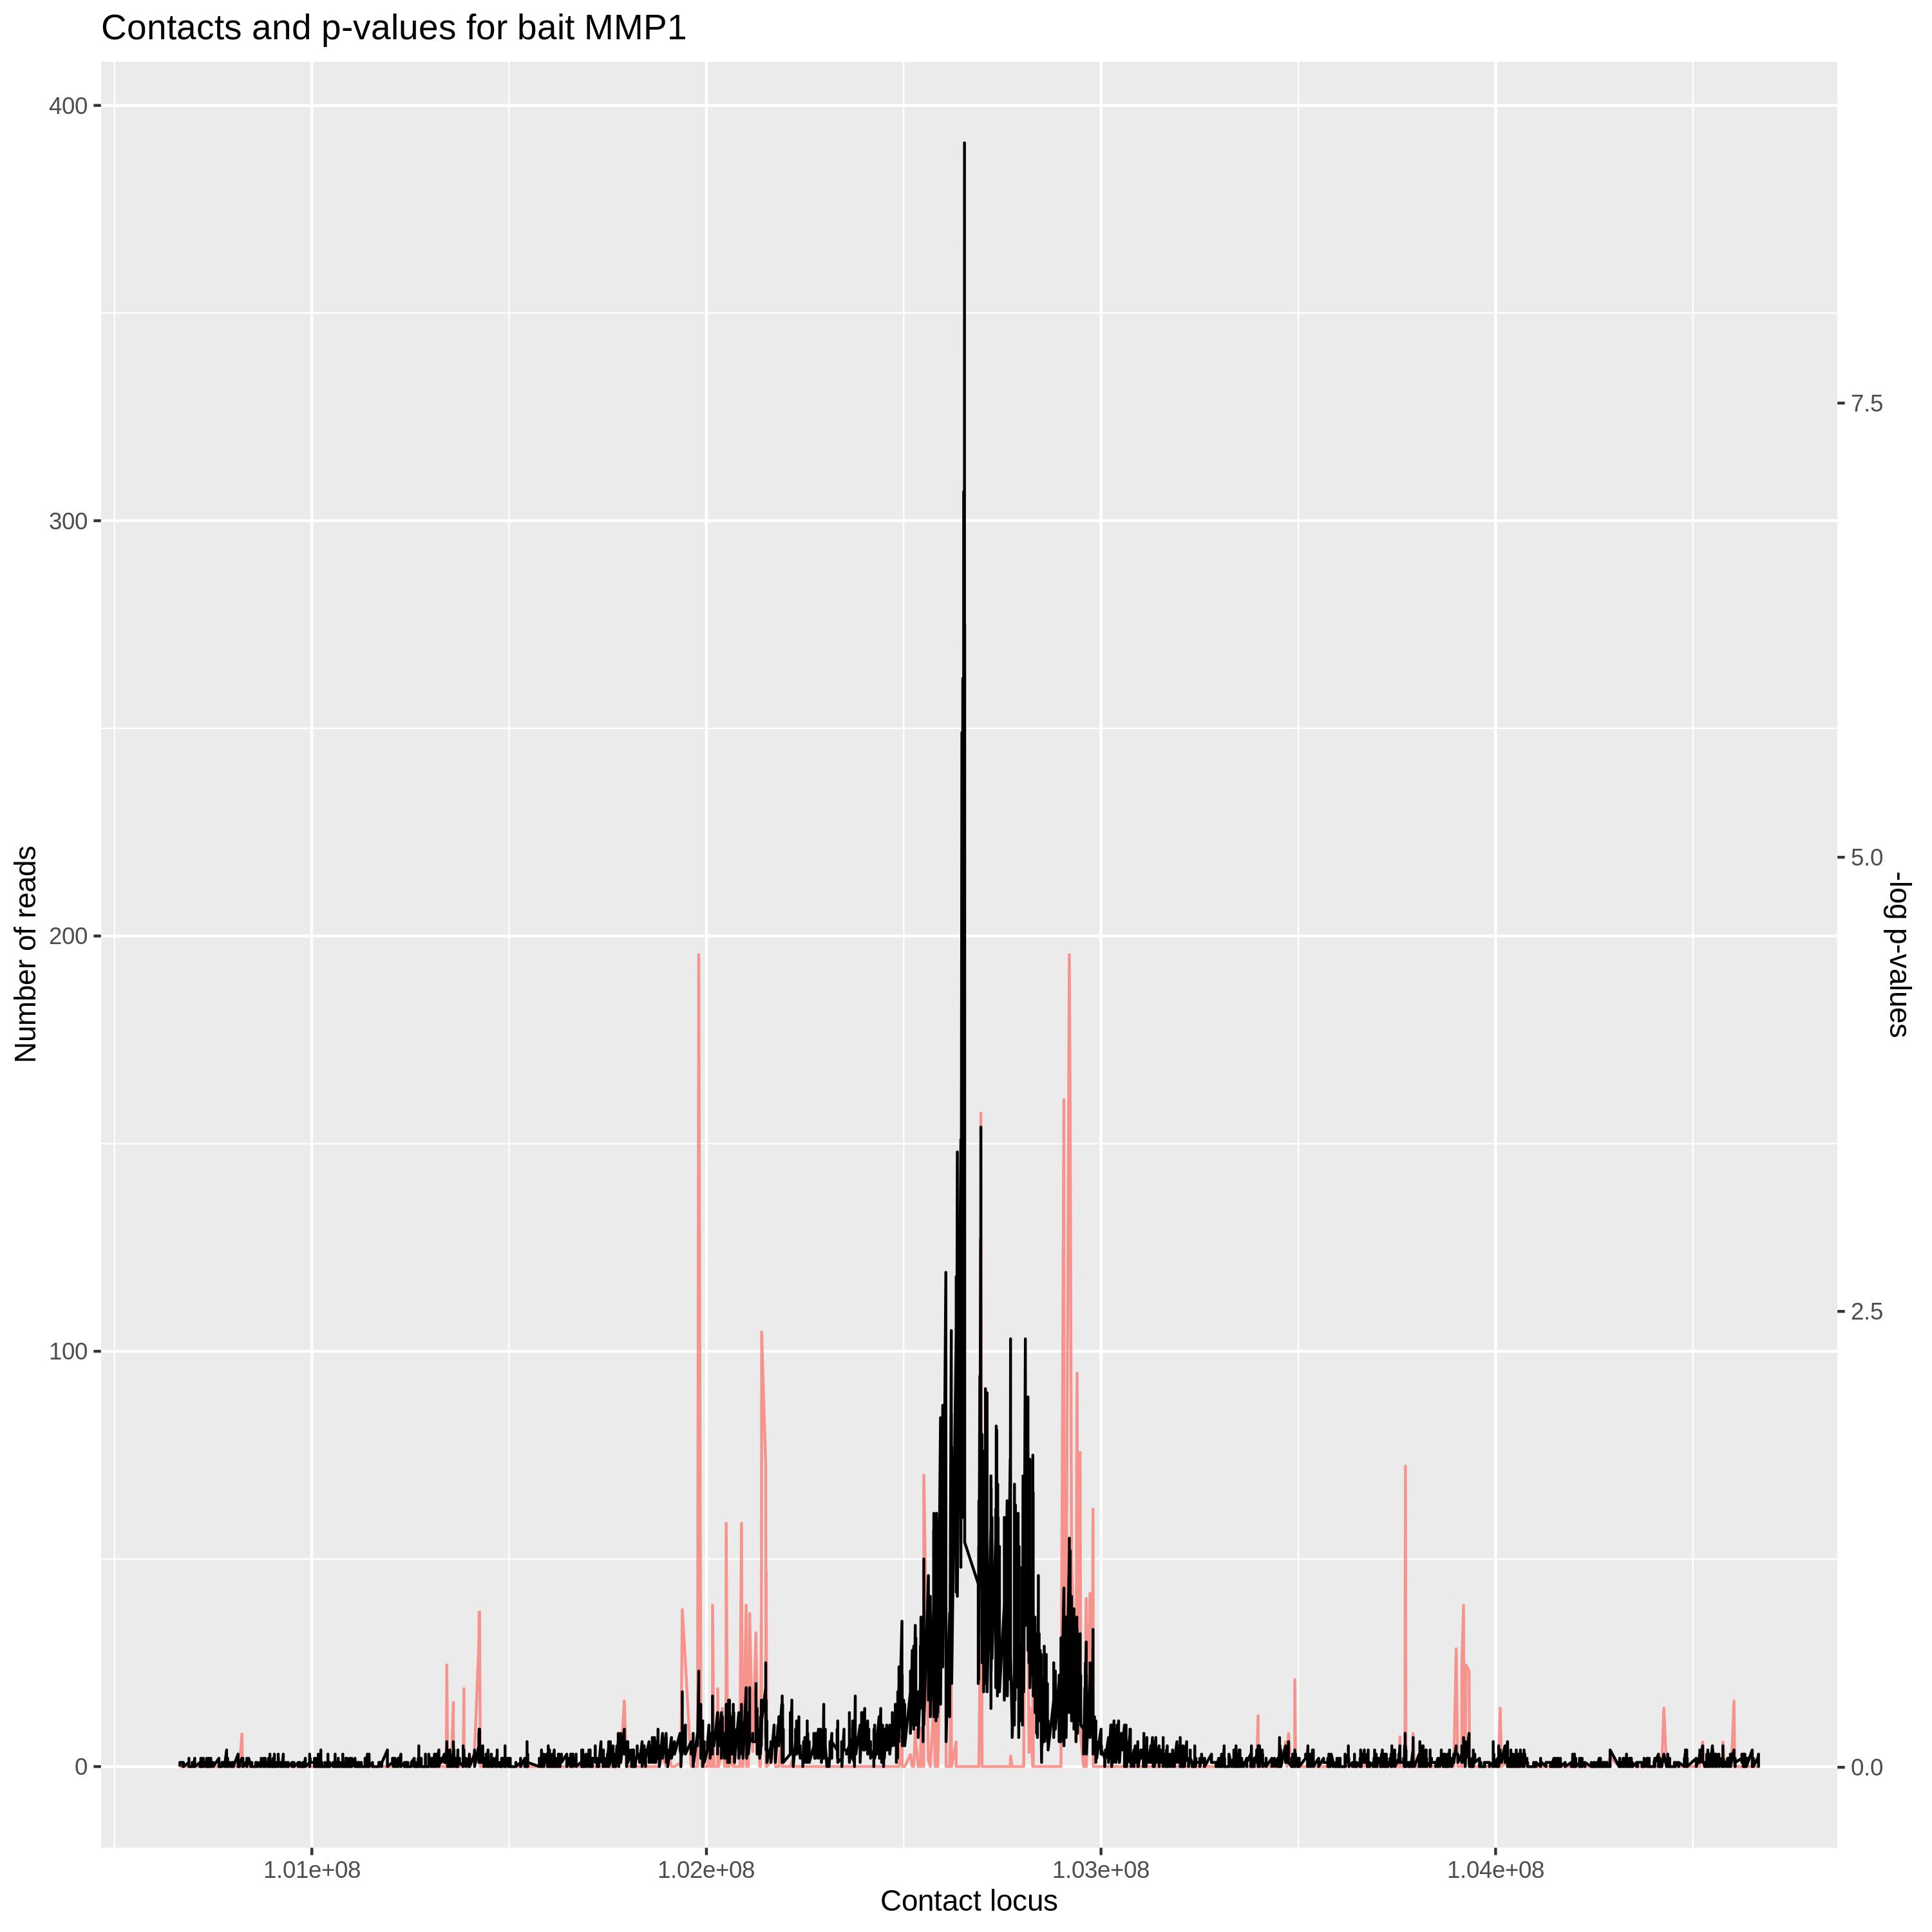 Contacts and p-values for bait MMP1
400
300
200
100
0
Number of reads
7.5
5.0
2.5
0.0
-log p-values
1.01e+08
1.02e+08
1.03e+08
1.04e+08
Contact locus